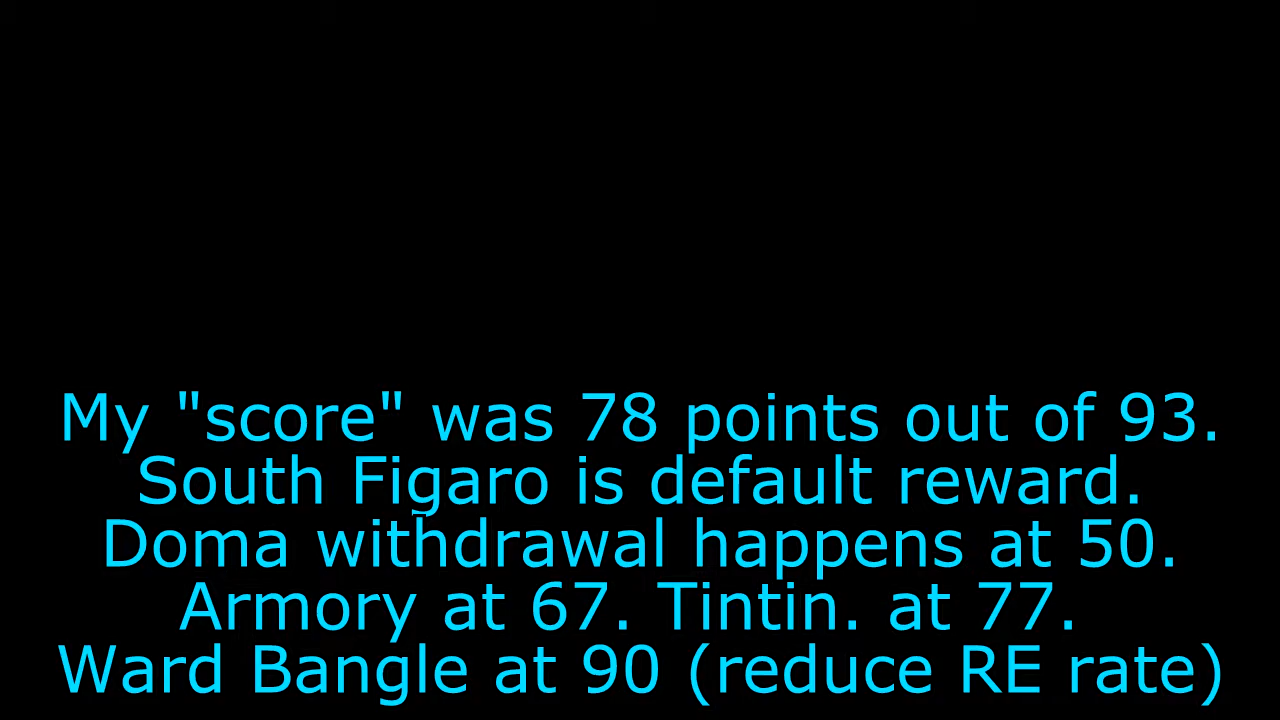 My "score" was 78 points out of 93.
South Figaro is default reward.
Doma withdrawal happens at 50.
Armory at 67. Tintin. at 77.
Ward Bangle at 90 (reduce RE rate)